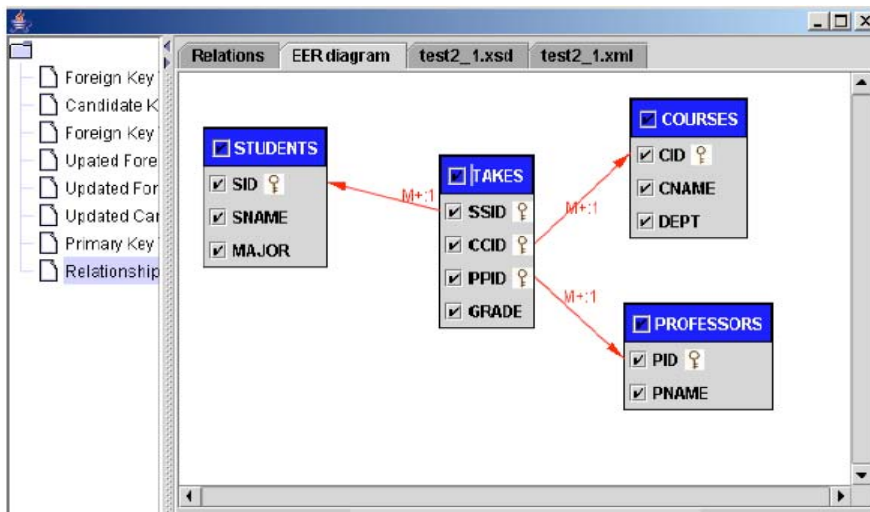 Relations
EER diagram
test2_1.xsd
test2_1.xml
Foreign Key
Candidate K
Foreign Key
Upated Fore
Updated For
Updated Car
Primary Key
Relationship
STUDENTS
SID
SNAME
MAJOR
M+:1
TAKES
SSID
CCID
PPID
GRADE
M+:1
COURSES
CID
CNAME
DEPT
M+:1
PROFESSORS
PID
PNAME